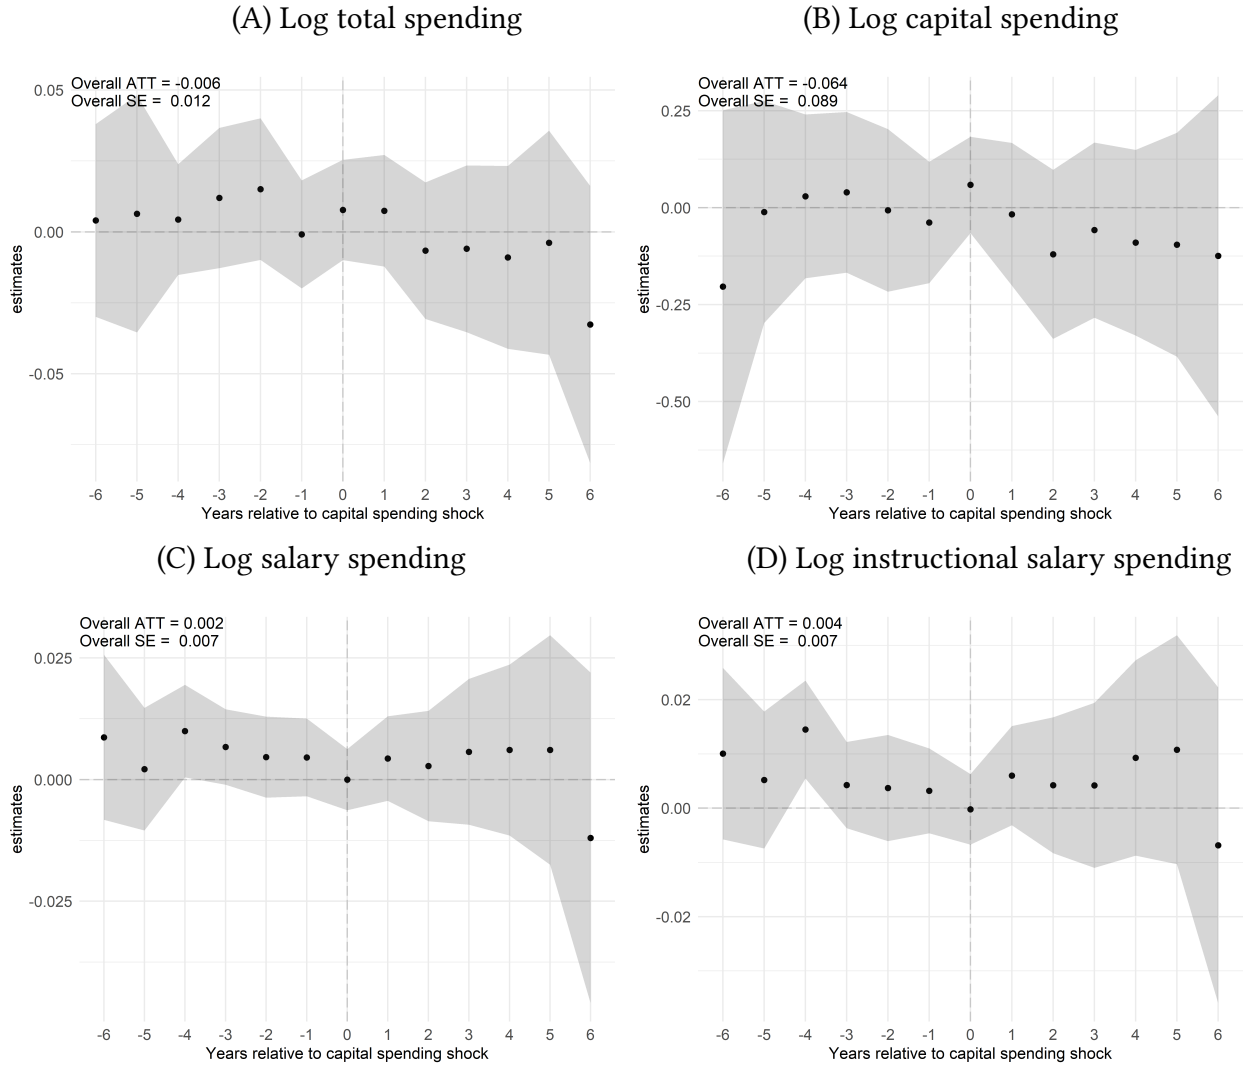 (A) Log total spending
Overall ATT = -0.006
Overall SE =  0.012
0.05
0.00
-0.05
estimates
-6 -5 -4 -3 -2 -1 0 1 2 3 4 5 6
Years relative to capital spending shock
(B) Log capital spending
Overall ATT = -0.064
Overall SE =  0.089
0.25
0.00
-0.25
-0.50
estimates
-6 -5 -4 -3 -2 -1 0 1 2 3 4 5 6
Years relative to capital spending shock
(C) Log salary spending
Overall ATT = 0.002
Overall SE =  0.007
0.025
0.000
-0.025
estimates
-6 -5 -4 -3 -2 -1 0 1 2 3 4 5 6
Years relative to capital spending shock
(D) Log instructional salary spending
Overall ATT = 0.004
Overall SE =  0.007
0.02
0.00
-0.02
estimates
-6 -5 -4 -3 -2 -1 0 1 2 3 4 5 6
Years relative to capital spending shock